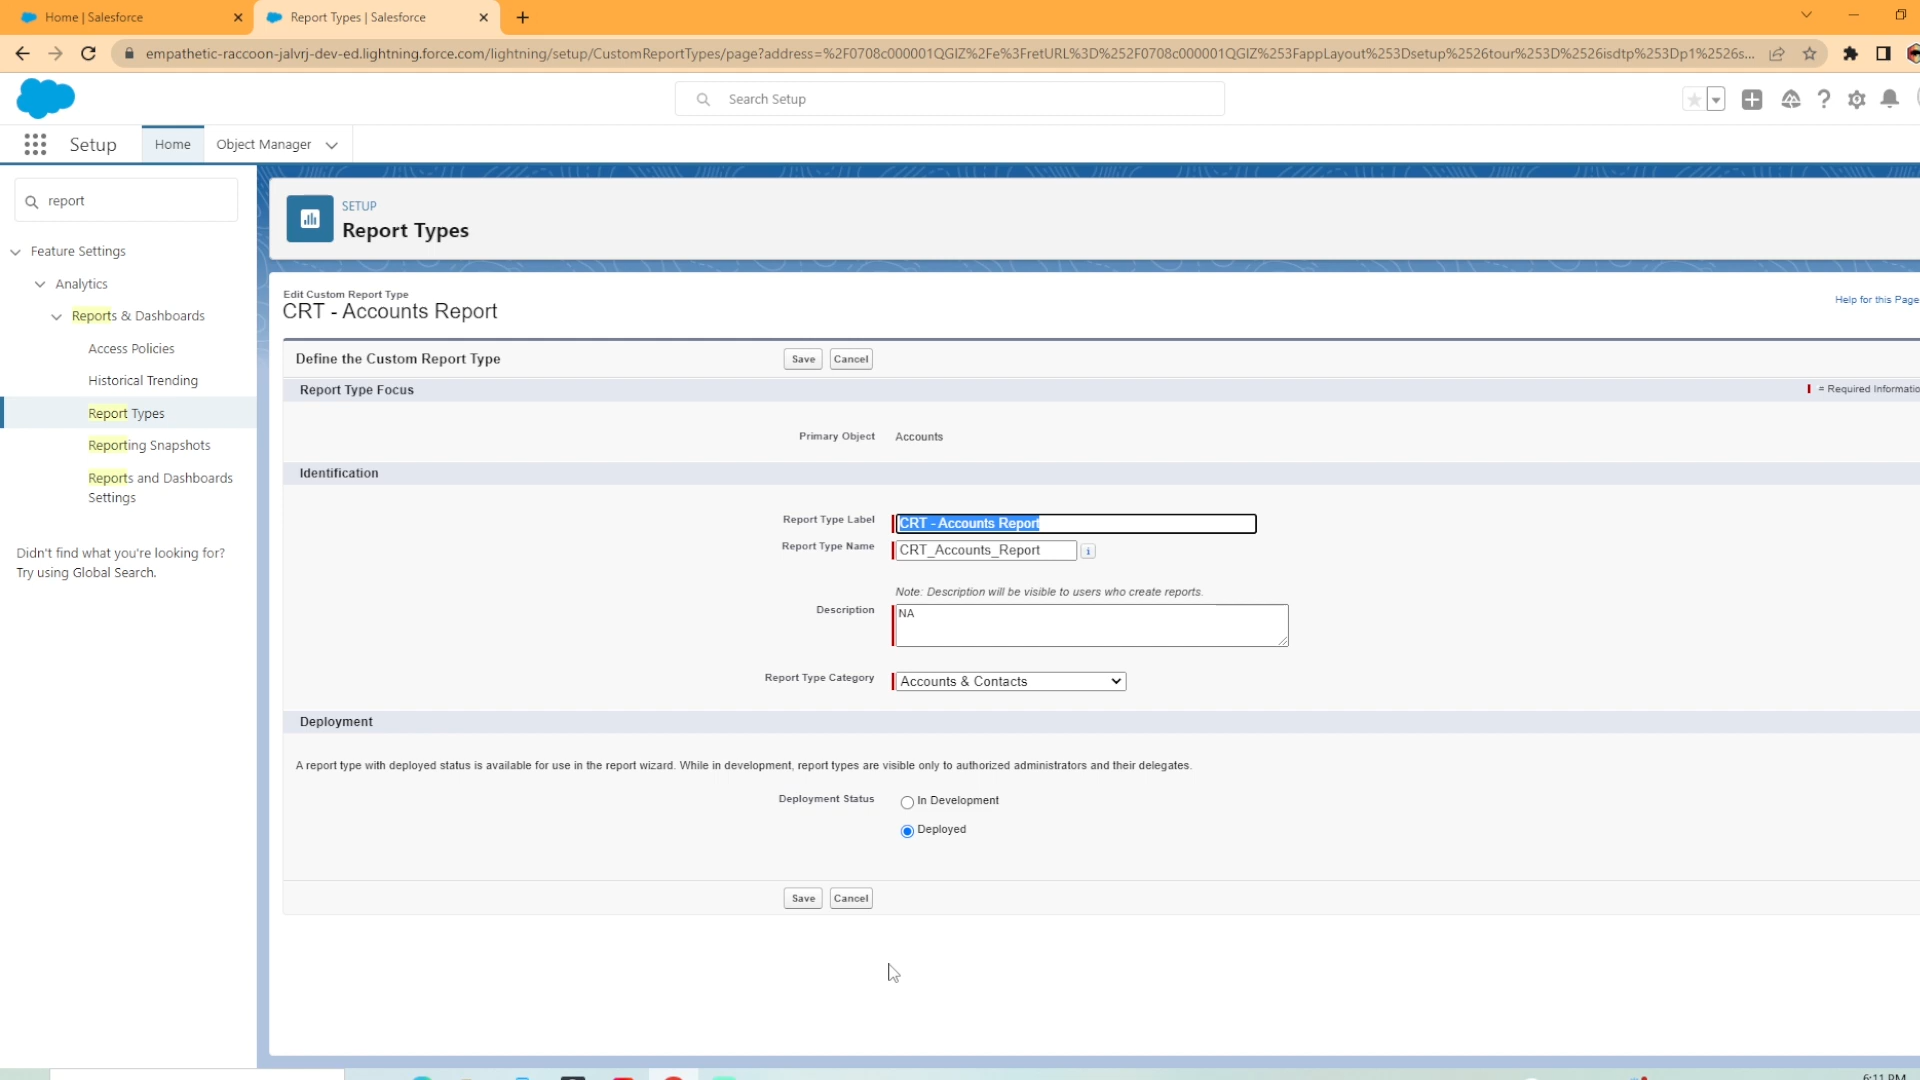 Home | Salesforce
Report Types | Salesforce
empathetic-raccoon-jalvrj-dev-ed.lightning.force.com/lightning/setup/CustomReportTypes/page?address=%2F0708c000001QGIZ%2Fe%3FretURL%3D%252F0708c000001QGIZ%253FappLayout%253Dsetup%2526tour%253D%2526isdtp%253Dp1%2526s...
Search Setup
Setup
Home
Object Manager
report
Feature Settings
Analytics
Reports & Dashboards
Access Policies
Historical Trending
Report Types
Reporting Snapshots
Reports and Dashboards
Settings
Didn't find what you're looking for?
Try using Global Search.
SETUP
Report Types
Edit Custom Report Type
CRT - Accounts Report
Help for this Page
Define the Custom Report Type
Save
Cancel
Report Type Focus
= Required Informatio
Primary Object Accounts
Identification
Report Type Label CRT - Accounts Report
Report Type Name CRT_Accounts_Report
Note: Description will be visible to users who create reports.
Description NA
Report Type Category Accounts & Contacts
Deployment
A report type with deployed status is available for use in the report wizard. While in development, report types are visible only to authorized administrators and their delegates.
Deployment Status In Development
Deployed
Save
Cancel
6:11 PM